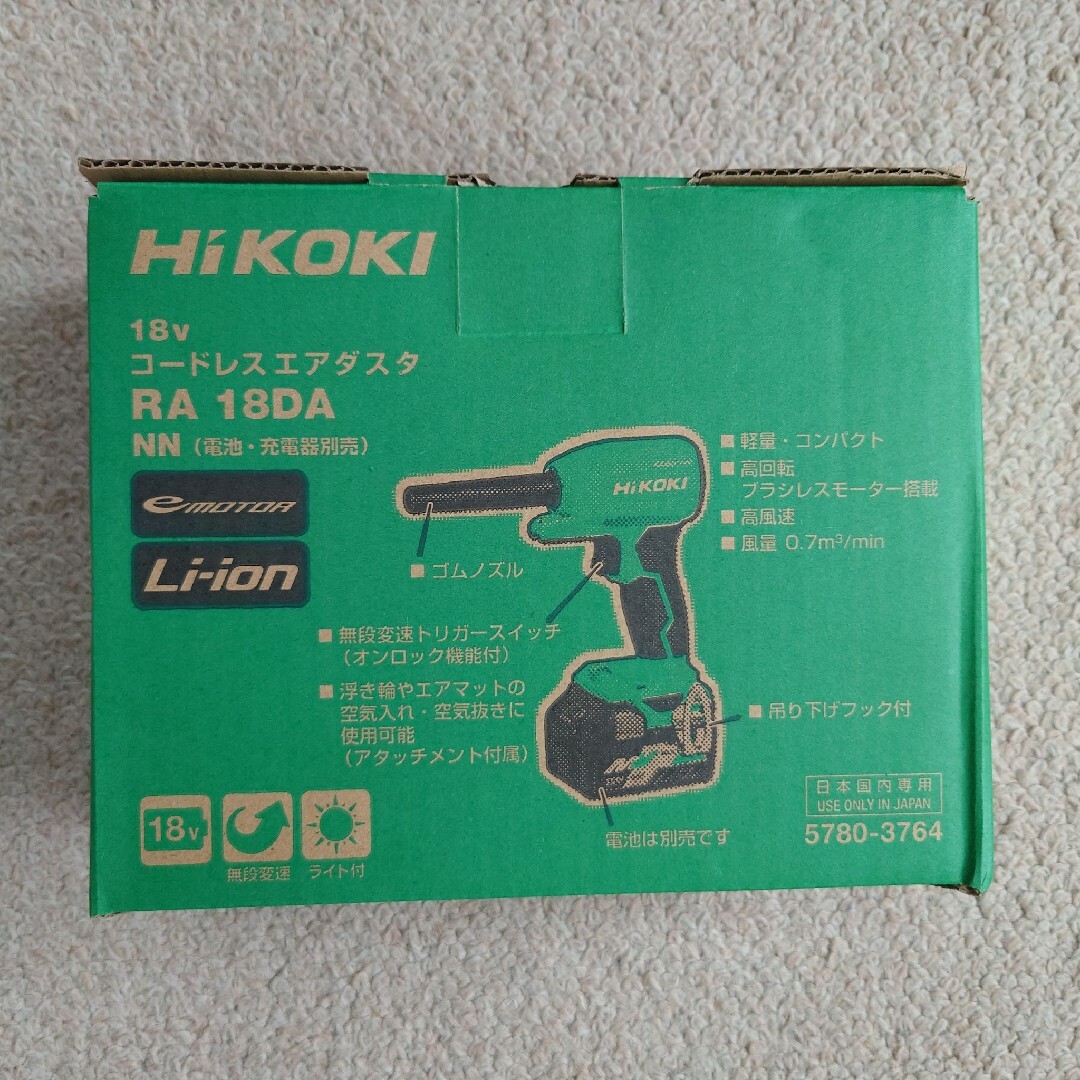 HiKOKI
18v
コードレスエアダスタ
RA 18DA
NN（電池・充電器別売）
eMOTOR
Li-ion
HiKOKI
■ 軽量・コンパクト
■ 高回転
ブラシレスモーター搭載
■ 高風速
■ 風量 0.7m³/min
■ ゴムノズル
■ 無段変速トリガースイッチ
（オンロック機能付）
■ 浮き輪やエアマットの
空気入れ・空気抜きに
使用可能
（アタッチメント付属）
■ 吊り下げフック付
電池は別売です
18v
無段変速
ライト付
日本国内専用
USE ONLY IN JAPAN
5780-3764